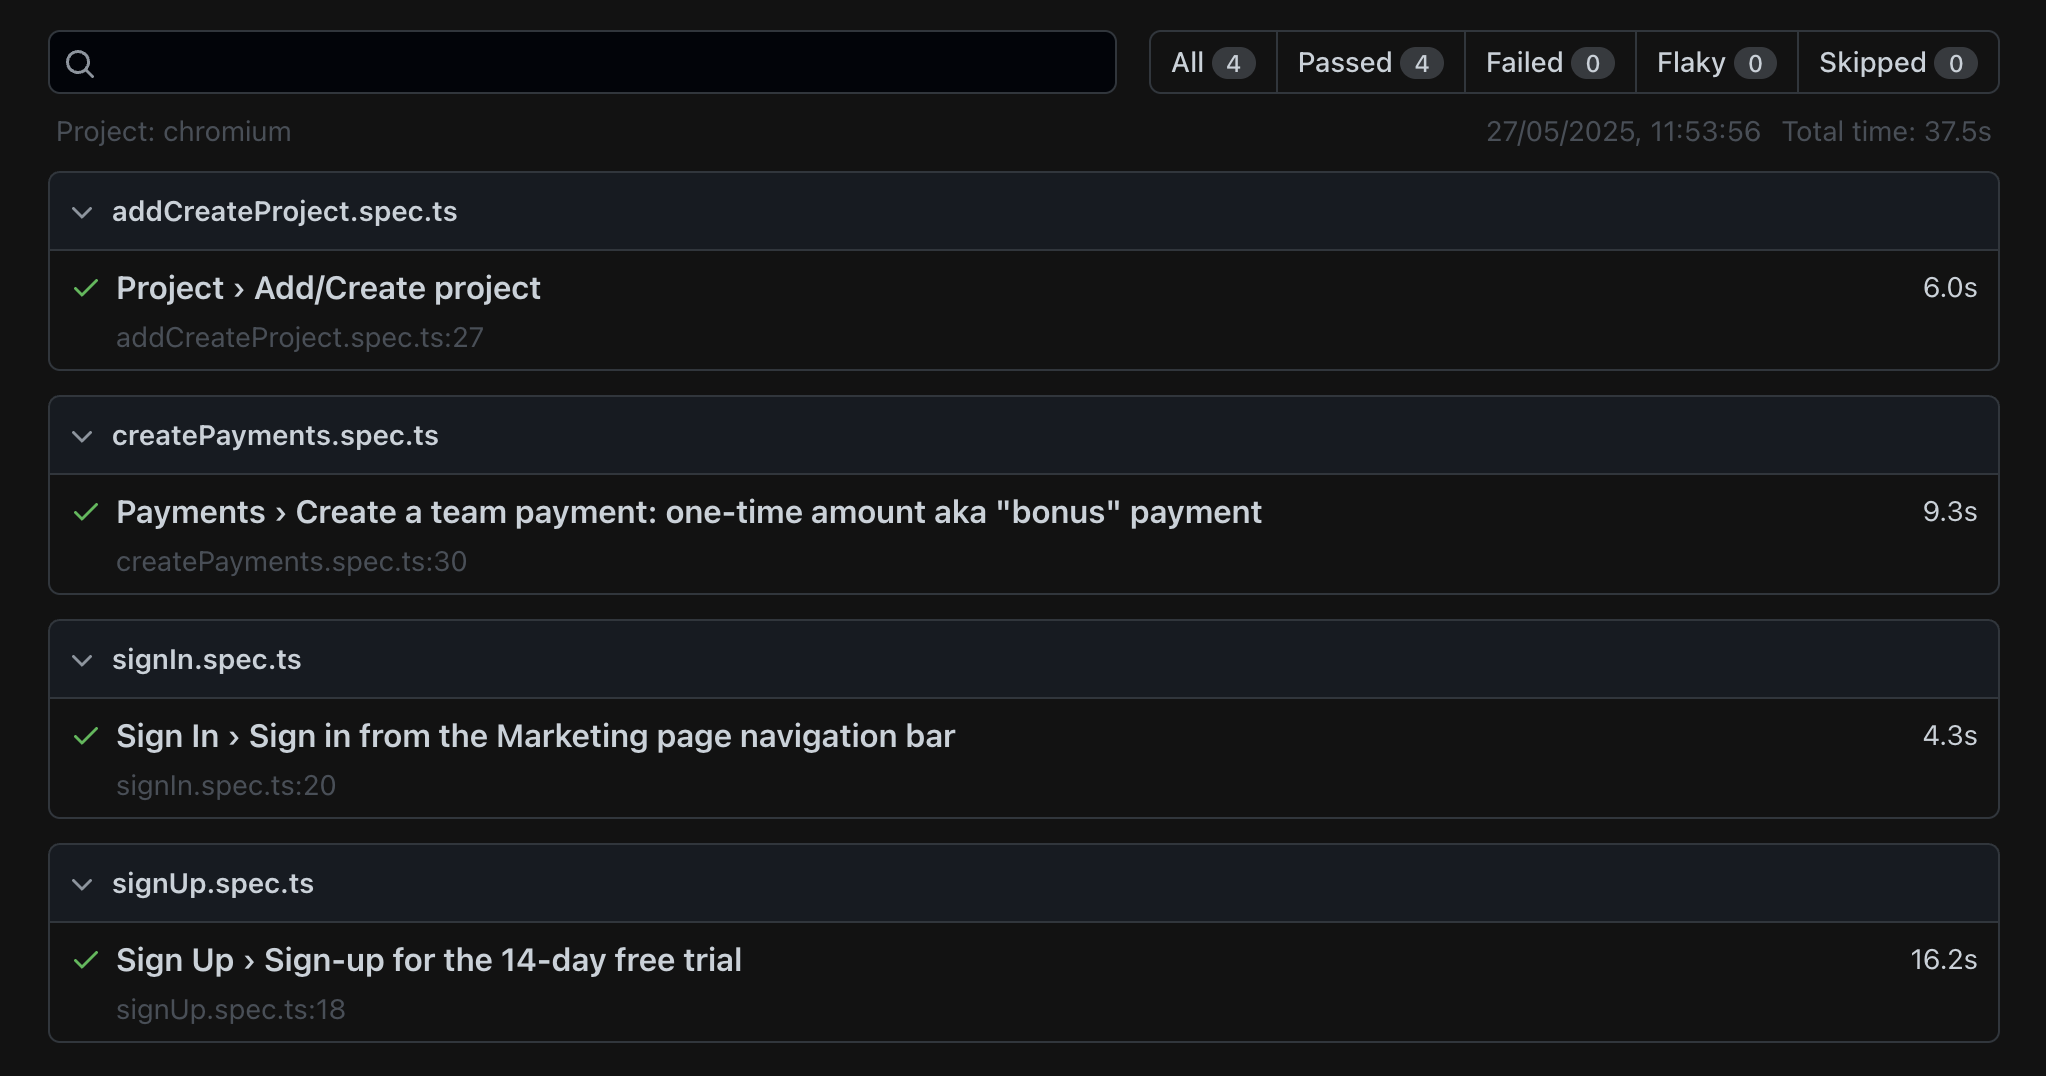 All 4 Passed 4 Failed 0 Flaky 0 Skipped 0
Project: chromium 27/05/2025, 11:53:56 Total time: 37.5s
addCreateProject.spec.ts
Project › Add/Create project 6.0s
addCreateProject.spec.ts:27
createPayments.spec.ts
Payments › Create a team payment: one-time amount aka "bonus" payment 9.3s
createPayments.spec.ts:30
signIn.spec.ts
Sign In › Sign in from the Marketing page navigation bar 4.3s
signIn.spec.ts:20
signUp.spec.ts
Sign Up › Sign-up for the 14-day free trial 16.2s
signUp.spec.ts:18